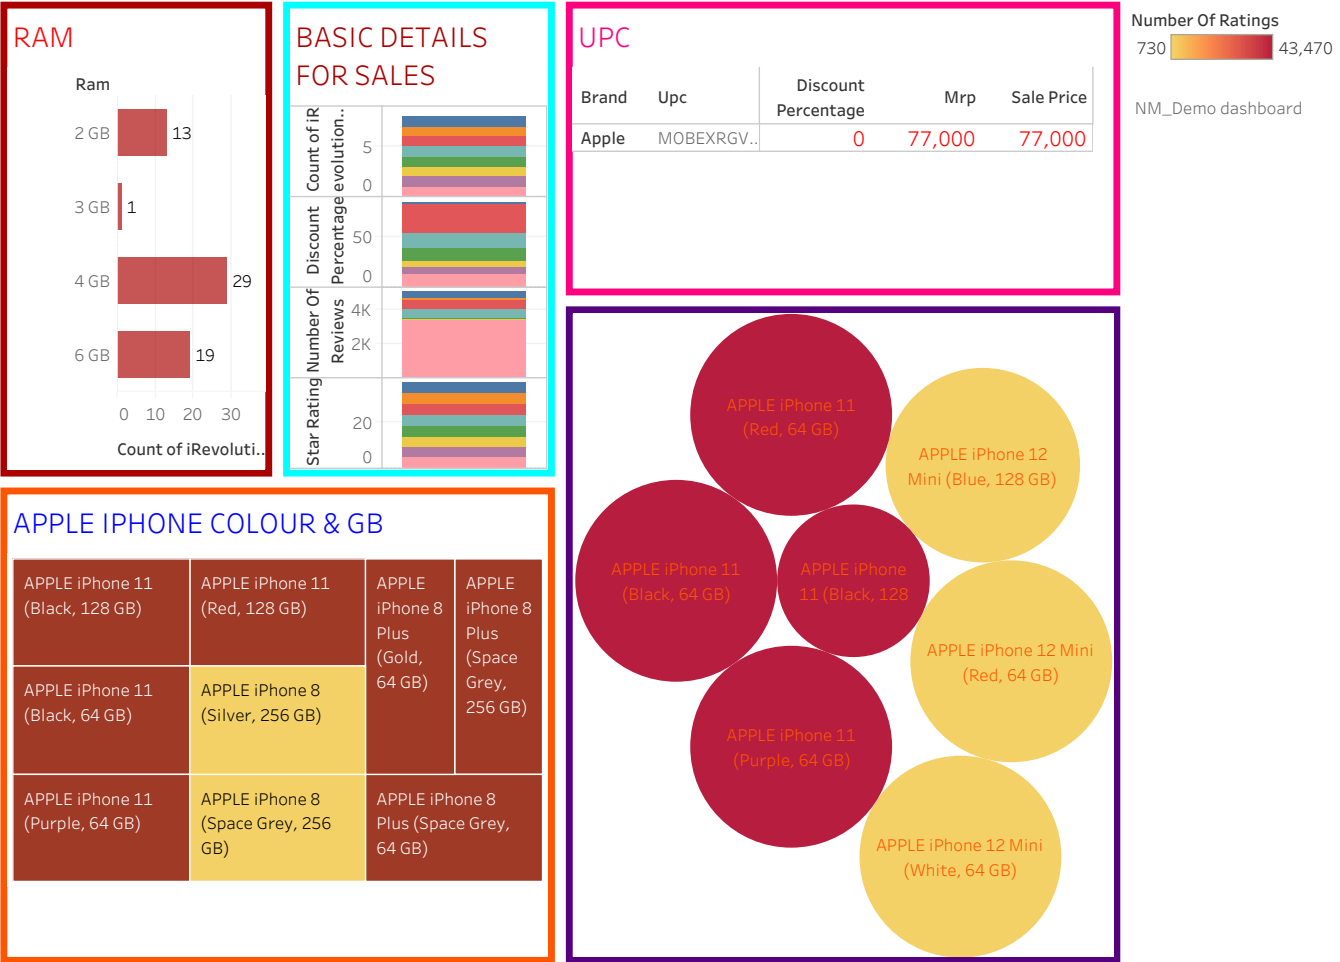 RAM
Ram
2 GB
13
3 GB
1
4 GB
29
6 GB
19
0 10 20 30
Count of iRevoluti..
BASIC DETAILS
FOR SALES
Count of iR
evolution..
5
0
Discount
Percentage
50
0
Number Of
Reviews
4K
2K
Star Rating
20
0
UPC
Brand Upc Discount Percentage Mrp Sale Price
Apple MOBEXRGV.. 0 77,000 77,000
Number Of Ratings
730 43,470
NM_Demo dashboard
APPLE IPHONE COLOUR & GB
APPLE iPhone 11
(Black, 128 GB)
APPLE iPhone 11
(Red, 128 GB)
APPLE
iPhone 8
Plus
(Gold,
64 GB)
APPLE
iPhone 8
Plus
(Space
Grey,
256 GB)
APPLE iPhone 11
(Black, 64 GB)
APPLE iPhone 8
(Silver, 256 GB)
APPLE iPhone 11
(Purple, 64 GB)
APPLE iPhone 8
(Space Grey, 256
GB)
APPLE iPhone 8
Plus (Space Grey,
64 GB)
APPLE iPhone 11
(Red, 64 GB)
APPLE iPhone 12
Mini (Blue, 128 GB)
APPLE iPhone 11
(Black, 64 GB)
APPLE iPhone
11 (Black, 128
APPLE iPhone 12 Mini
(Red, 64 GB)
APPLE iPhone 11
(Purple, 64 GB)
APPLE iPhone 12 Mini
(White, 64 GB)